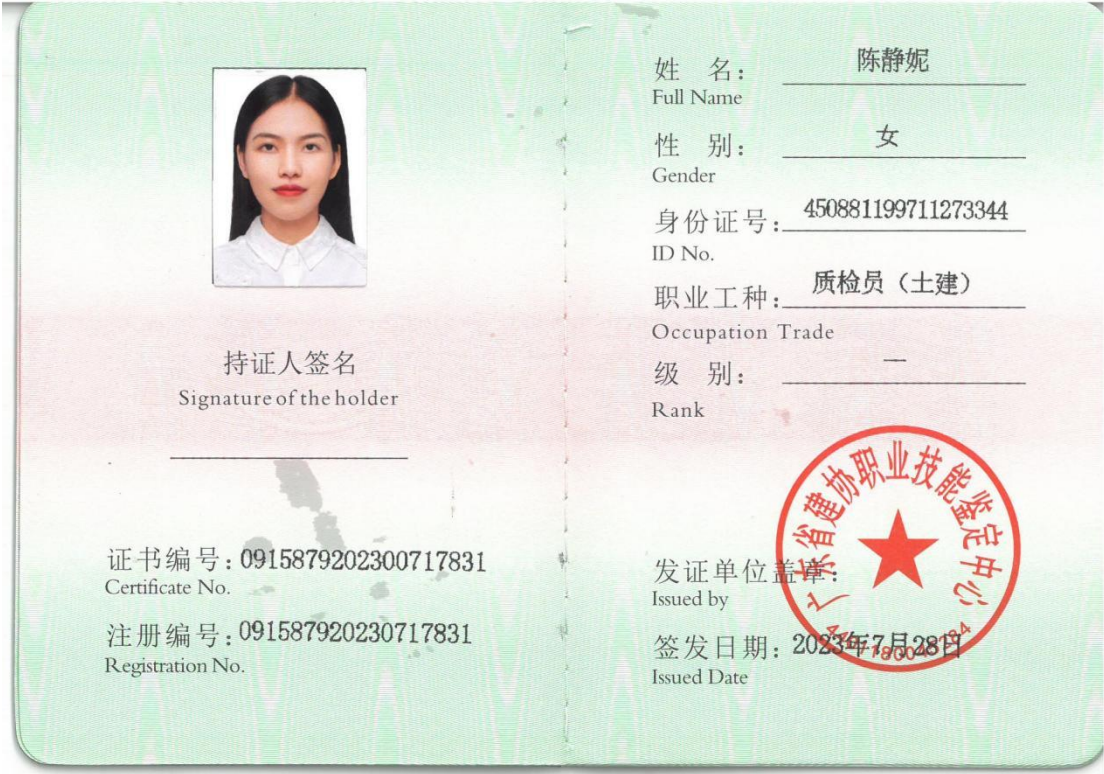 持证人签名
Signature of the holder
证书编号：0915879202300717831
Certificate No.
注册编号：091587920230717831
Registration No.
姓 名： 陈静妮
Full Name
性 别： 女
Gender
身份证号：450881199711273344
ID No.
职业工种：质检员（土建）
Occupation Trade
级 别： 一
Rank
广东省建协职业技能鉴定中心
发证单位盖章：
Issued by
签发日期：2023年7月28日
Issued Date